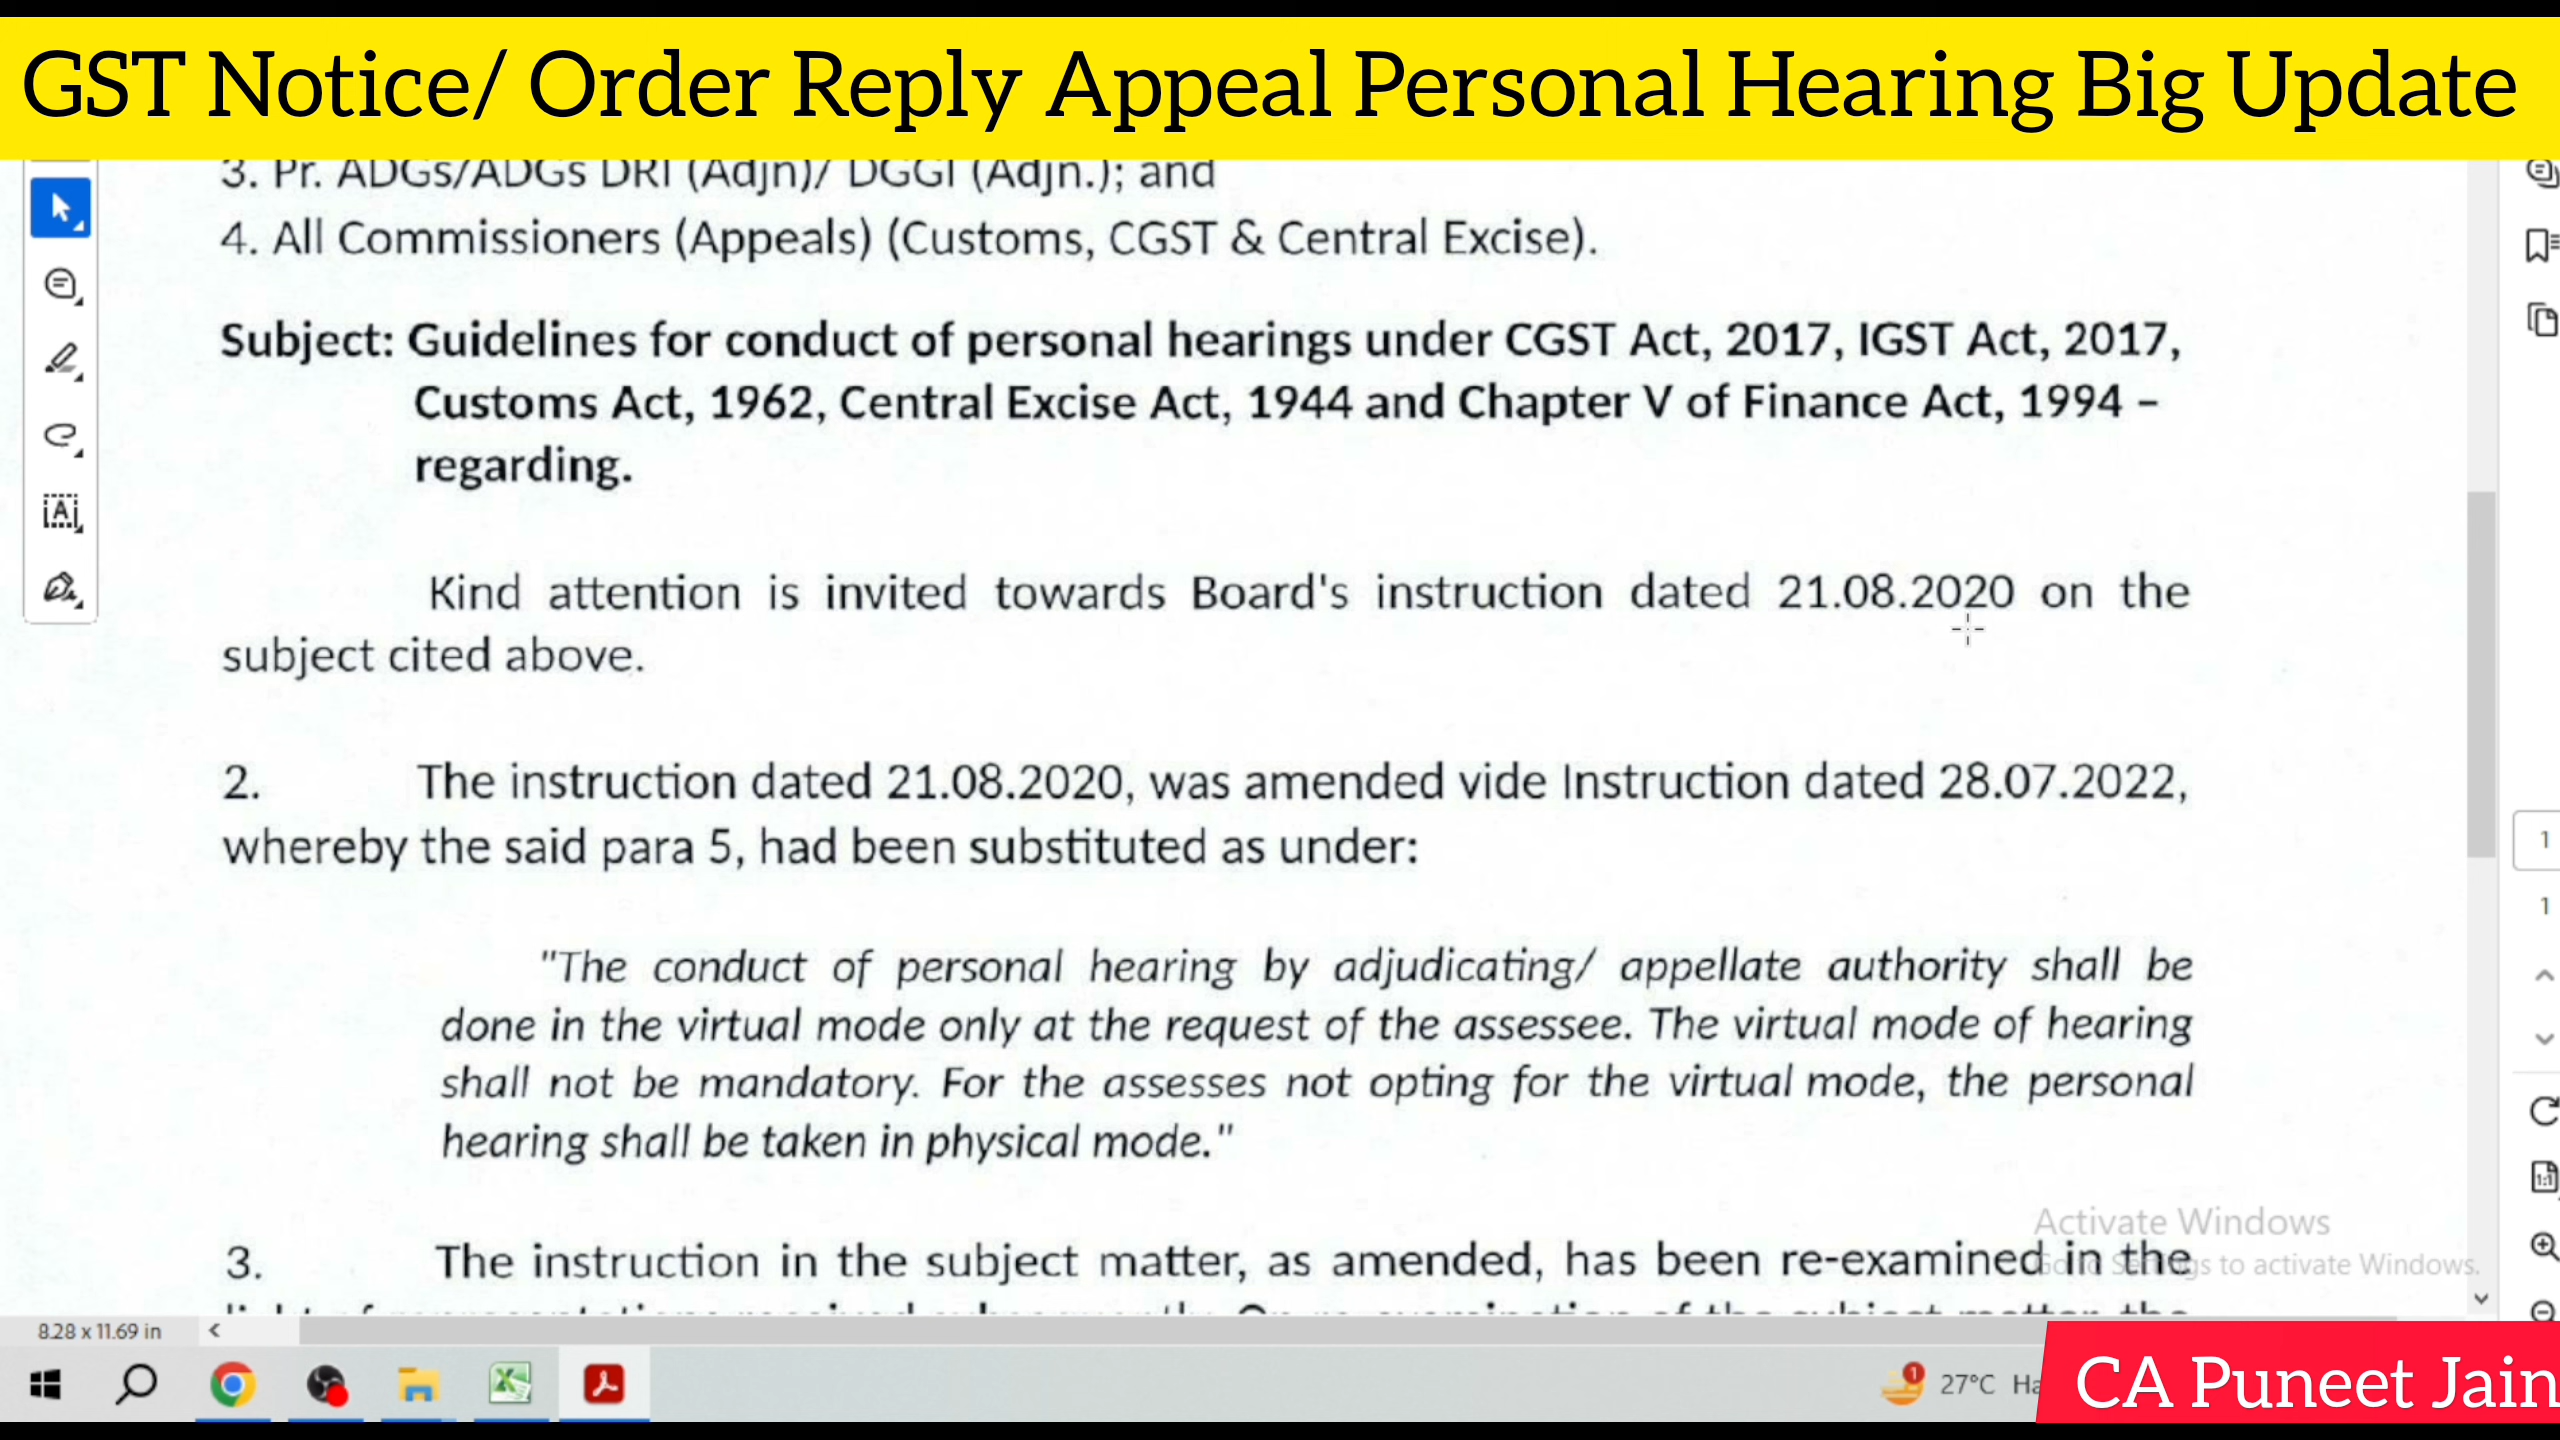 GST Notice/ Order Reply Appeal Personal Hearing Big Update
3. Pr. ADGs/ADGs DRI (Adjn)/ DGGI (Adjn.); and
4. All Commissioners (Appeals) (Customs, CGST & Central Excise).
Subject: Guidelines for conduct of personal hearings under CGST Act, 2017, IGST Act, 2017,
Customs Act, 1962, Central Excise Act, 1944 and Chapter V of Finance Act, 1994 –
regarding.
Kind attention is invited towards Board's instruction dated 21.08.2020 on the
subject cited above.
2. The instruction dated 21.08.2020, was amended vide Instruction dated 28.07.2022,
whereby the said para 5, had been substituted as under:
"The conduct of personal hearing by adjudicating/ appellate authority shall be
done in the virtual mode only at the request of the assessee. The virtual mode of hearing
shall not be mandatory. For the assesses not opting for the virtual mode, the personal
hearing shall be taken in physical mode."
3. The instruction in the subject matter, as amended, has been re-examined in the
Activate Windows
Go to Settings to activate Windows.
1
1
8.28 x 11.69 in
1
27°C
CA Puneet Jain